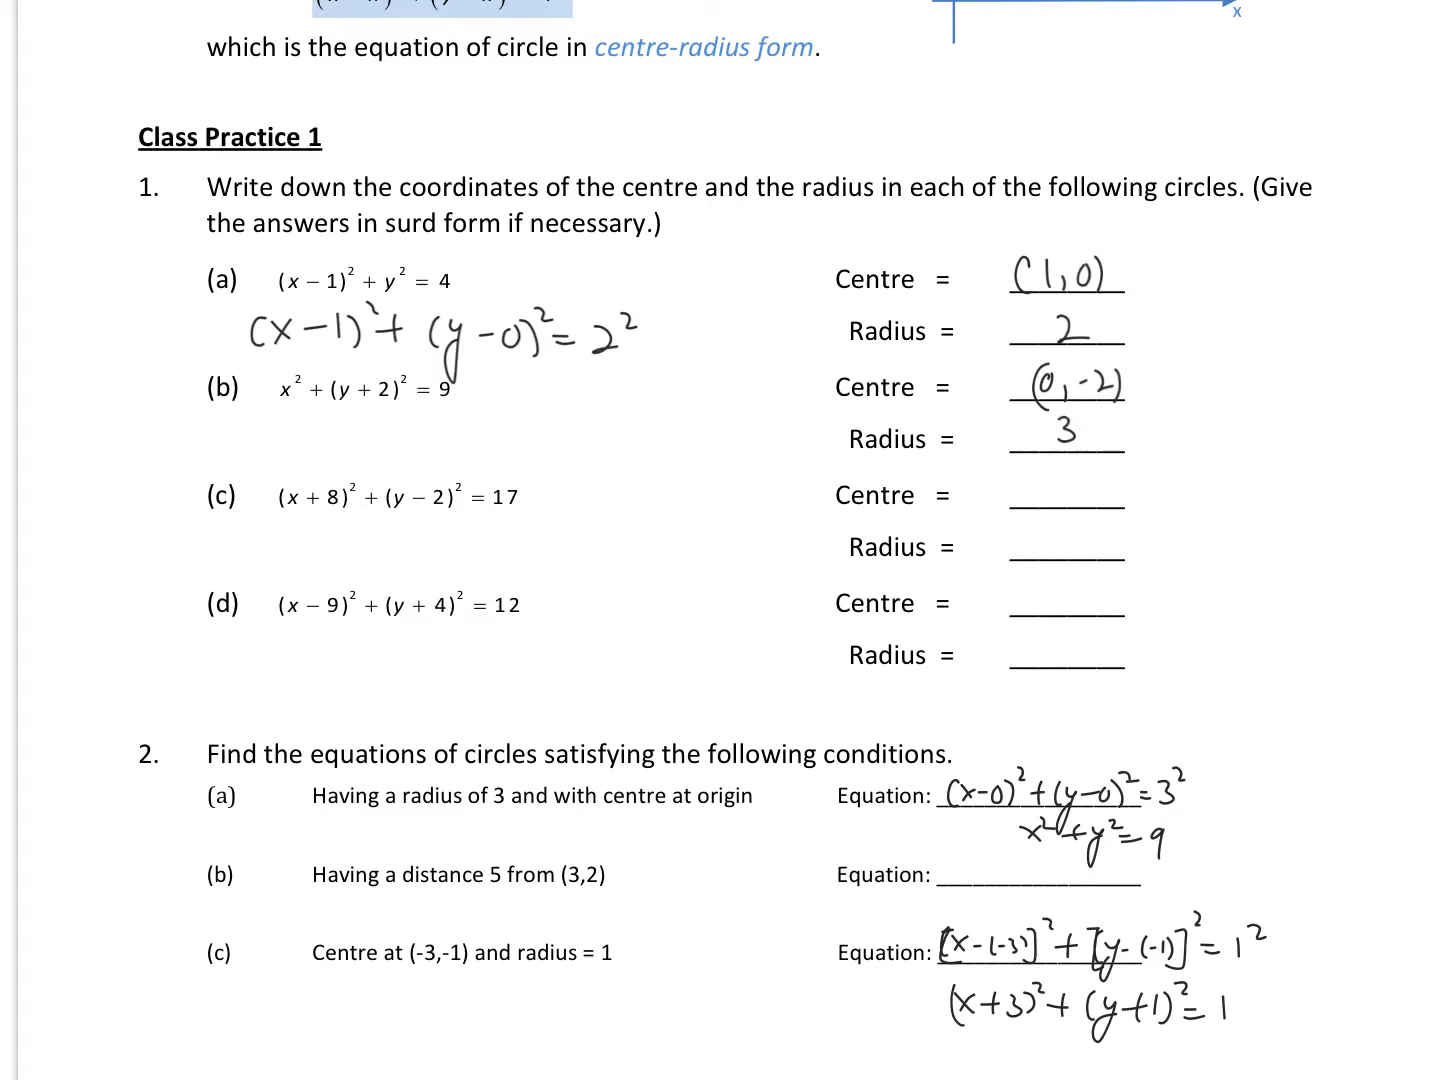 which is the equation of circle in centre-radius form.
x
Class Practice 1
1. Write down the coordinates of the centre and the radius in each of the following circles. (Give
the answers in surd form if necessary.)
(a) (x − 1)² + y² = 4 Centre = (1,0)
(x−1)²+ (y−0)²= 2² Radius = 2
(b) x² + (y + 2)² = 9 Centre = (0,-2)
Radius = 3
(c) (x + 8)² + (y − 2)² = 17 Centre = ________
Radius = ________
(d) (x − 9)² + (y + 4)² = 12 Centre = ________
Radius = ________
2. Find the equations of circles satisfying the following conditions.
(a) Having a radius of 3 and with centre at origin Equation: (x-0)²+(y-0)²=3²
x²+y²=9
(b) Having a distance 5 from (3,2) Equation: ________________
(c) Centre at (-3,-1) and radius = 1 Equation: [x-(-3)]²+[y-(-1)]²=1²
(x+3)²+(y+1)²=1